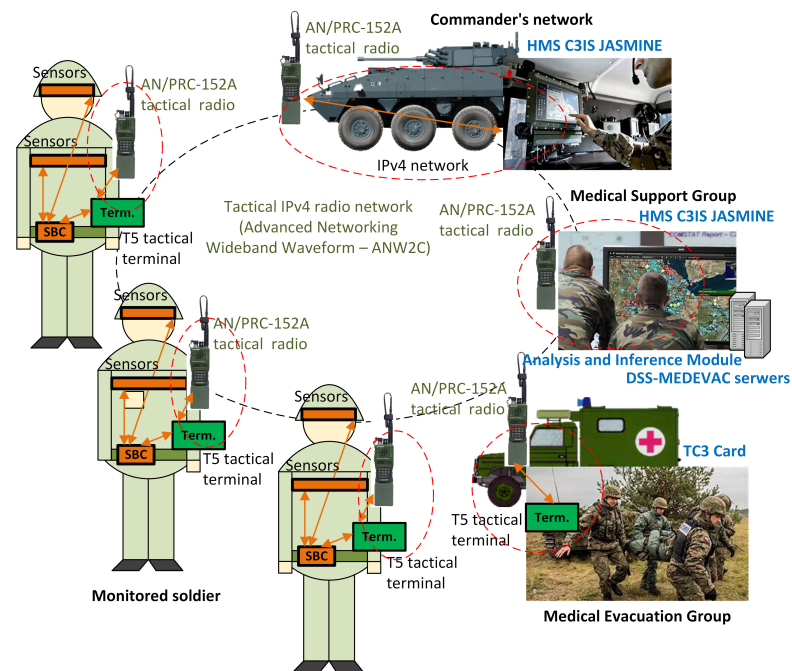 Commander's network
AN/PRC-152A
tactical radio
HMS C3IS JASMINE
IPv4 network
Sensors
AN/PRC-152A
tactical radio
Sensors
Term.
SBC
T5 tactical
terminal
Tactical IPv4 radio network
(Advanced Networking
Wideband Waveform – ANW2C)
Medical Support Group
AN/PRC-152A
tactical radio
HMS C3IS JASMINE
Analysis and Inference Module
DSS-MEDEVAC serwers
Sensors
AN/PRC-152A
tactical radio
Sensors
Term.
SBC
T5 tactical
terminal
Monitored soldier
Sensors
Sensors
Term.
SBC
T5 tactical
terminal
AN/PRC-152A
tactical radio
TC3 Card
T5 tactical
terminal
Term.
Medical Evacuation Group